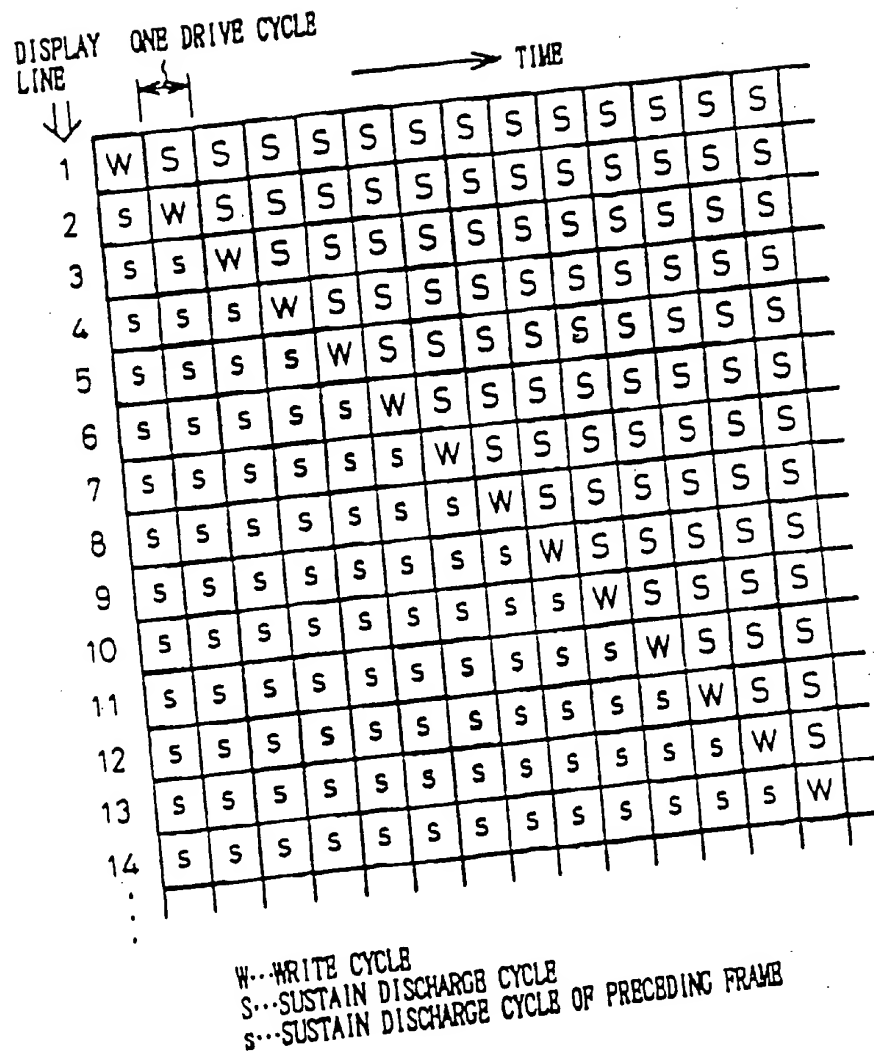 DISPLAY ONE DRIVE CYCLE
LINE
TIME
1 W S S S S S S S S S S S S S
2 s W S S S S S S S S S S S S
3 s s W S S S S S S S S S S S
4 s s s W S S S S S S S S S S
5 s s s s W S S S S S S S S S
6 s s s s s W S S S S S S S S
7 s s s s s s W S S S S S S S
8 s s s s s s s W S S S S S S
9 s s s s s s s s W S S S S S
10 s s s s s s s s s W S S S S
11 s s s s s s s s s s W S S S
12 s s s s s s s s s s s W S S
13 s s s s s s s s s s s s W S
14 s s s s s s s s s s s s s W
W···WRITE CYCLE
S···SUSTAIN DISCHARGE CYCLE
s···SUSTAIN DISCHARGE CYCLE OF PRECEDING FRAME